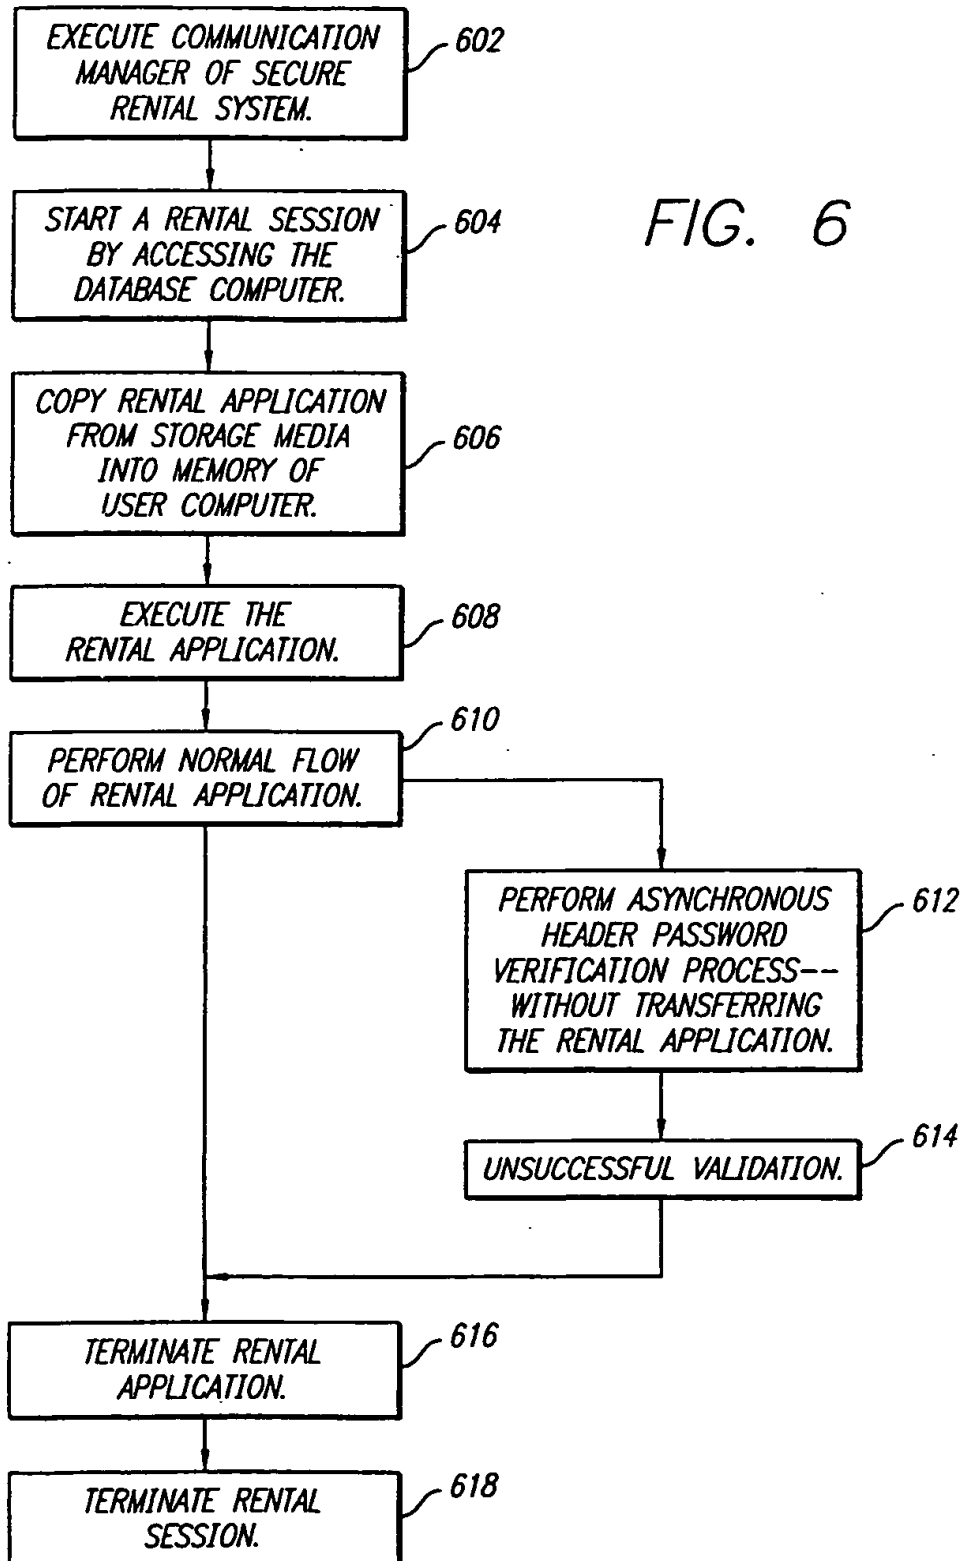 EXECUTE COMMUNICATION
MANAGER OF SECURE
RENTAL SYSTEM.
602
START A RENTAL SESSION
BY ACCESSING THE
DATABASE COMPUTER.
604
FIG. 6
COPY RENTAL APPLICATION
FROM STORAGE MEDIA
INTO MEMORY OF
USER COMPUTER.
606
EXECUTE THE
RENTAL APPLICATION.
608
PERFORM NORMAL FLOW
OF RENTAL APPLICATION.
610
PERFORM ASYNCHRONOUS
HEADER PASSWORD
VERIFICATION PROCESS--
WITHOUT TRANSFERRING
THE RENTAL APPLICATION.
612
UNSUCCESSFUL VALIDATION.
614
TERMINATE RENTAL
APPLICATION.
616
TERMINATE RENTAL
SESSION.
618